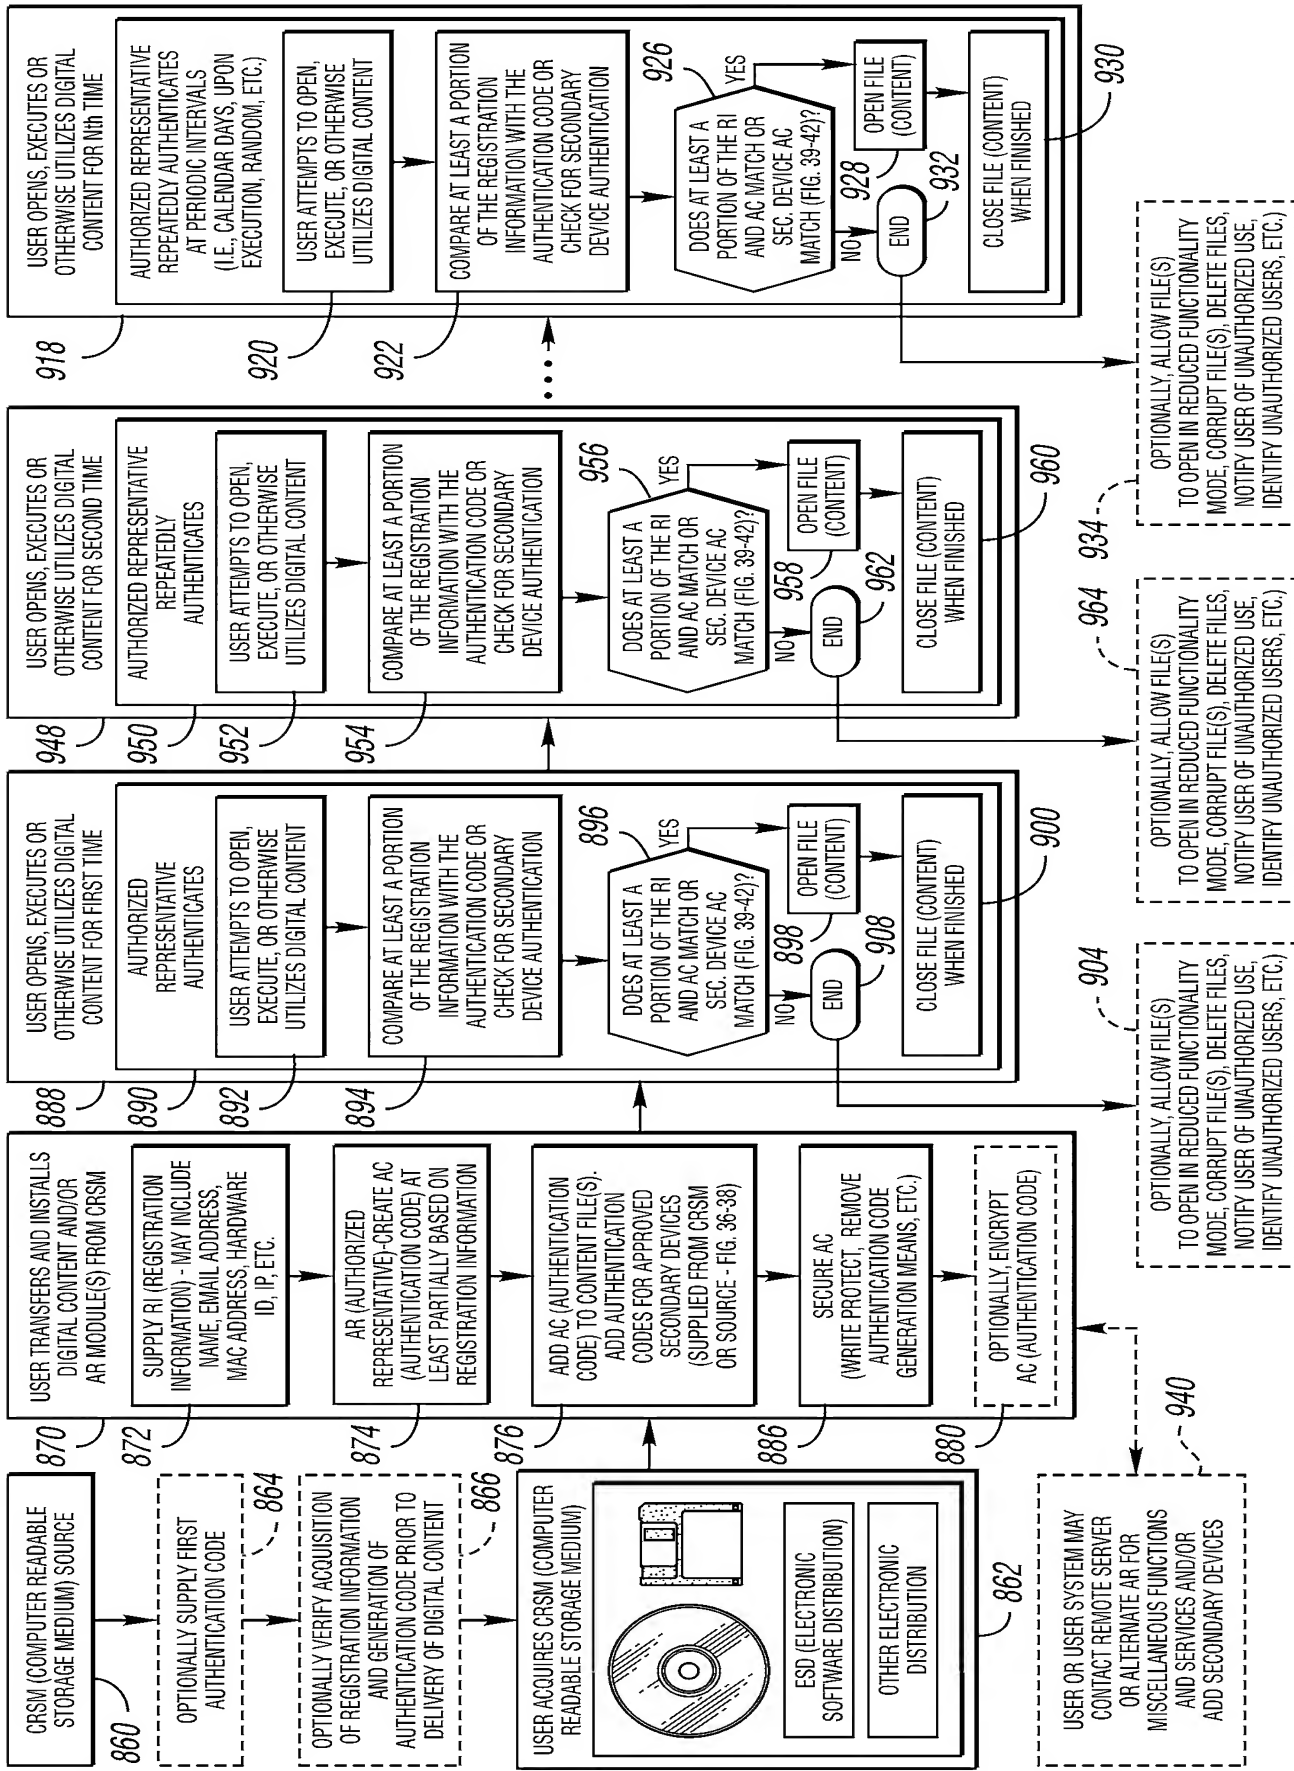 CRSM (COMPUTER READABLE
STORAGE MEDIUM) SOURCE
860
OPTIONALLY SUPPLY FIRST
AUTHENTICATION CODE
864
OPTIONALLY VERIFY ACQUISITION
OF REGISTRATION INFORMATION
AND GENERATION OF
AUTHENTICATION CODE PRIOR TO
DELIVERY OF DIGITAL CONTENT
866
USER ACQUIRES CRSM (COMPUTER
READABLE STORAGE MEDIUM)
ESD (ELECTRONIC
SOFTWARE DISTRIBUTION)
OTHER ELECTRONIC
DISTRIBUTION
862
USER OR USER SYSTEM MAY
CONTACT REMOTE SERVER
OR ALTERNATE AR FOR
MISCELLANEOUS FUNCTIONS
AND SERVICES AND/OR
ADD SECONDARY DEVICES
940
870
USER TRANSFERS AND INSTALLS
DIGITAL CONTENT AND/OR
AR MODULE(S) FROM CRSM
872
SUPPLY RI (REGISTRATION
INFORMATION) - MAY INCLUDE
NAME, EMAIL ADDRESS,
MAC ADDRESS, HARDWARE
ID, IP, ETC.
874
AR (AUTHORIZED
REPRESENTATIVE)-CREATE AC
(AUTHENTICATION CODE) AT
LEAST PARTIALLY BASED ON
REGISTRATION INFORMATION
876
ADD AC (AUTHENTICATION
CODE) TO CONTENT FILE(S).
ADD AUTHENTICATION
CODES FOR APPROVED
SECONDARY DEVICES
(SUPPLIED FROM CRSM
OR SOURCE - FIG. 36-38)
886
SECURE AC
(WRITE PROTECT, REMOVE
AUTHENTICATION CODE
GENERATION MEANS, ETC.)
880
OPTIONALLY, ENCRYPT
AC (AUTHENTICATION CODE)
888
USER OPENS, EXECUTES OR
OTHERWISE UTILIZES DIGITAL
CONTENT FOR FIRST TIME
890
AUTHORIZED
REPRESENTATIVE
AUTHENTICATES
892
USER ATTEMPTS TO OPEN,
EXECUTE, OR OTHERWISE
UTILIZES DIGITAL CONTENT
894
COMPARE AT LEAST A PORTION
OF THE REGISTRATION
INFORMATION WITH THE
AUTHENTICATION CODE OR
CHECK FOR SECONDARY
DEVICE AUTHENTICATION
896
DOES AT LEAST A
PORTION OF THE RI
AND AC MATCH OR
SEC. DEVICE AC
MATCH (FIG. 39-42)?
YES
NO
898
OPEN FILE
(CONTENT)
END
908
CLOSE FILE (CONTENT)
WHEN FINISHED
900
904
OPTIONALLY, ALLOW FILE(S)
TO OPEN IN REDUCED FUNCTIONALITY
MODE, CORRUPT FILE(S), DELETE FILES,
NOTIFY USER OF UNAUTHORIZED USE,
IDENTIFY UNAUTHORIZED USERS, ETC.)
948
USER OPENS, EXECUTES OR
OTHERWISE UTILIZES DIGITAL
CONTENT FOR SECOND TIME
950
AUTHORIZED REPRESENTATIVE
REPEATEDLY
AUTHENTICATES
952
USER ATTEMPTS TO OPEN,
EXECUTE, OR OTHERWISE
UTILIZES DIGITAL CONTENT
954
COMPARE AT LEAST A PORTION
OF THE REGISTRATION
INFORMATION WITH THE
AUTHENTICATION CODE OR
CHECK FOR SECONDARY
DEVICE AUTHENTICATION
956
DOES AT LEAST A
PORTION OF THE RI
AND AC MATCH OR
SEC. DEVICE AC
MATCH (FIG. 39-42)?
YES
NO
958
OPEN FILE
(CONTENT)
END
962
CLOSE FILE (CONTENT)
WHEN FINISHED
960
964
OPTIONALLY, ALLOW FILE(S)
TO OPEN IN REDUCED FUNCTIONALITY
MODE, CORRUPT FILE(S), DELETE FILES,
NOTIFY USER OF UNAUTHORIZED USE,
IDENTIFY UNAUTHORIZED USERS, ETC.)
918
USER OPENS, EXECUTES OR
OTHERWISE UTILIZES DIGITAL
CONTENT FOR Nth TIME
AUTHORIZED REPRESENTATIVE
REPEATEDLY AUTHENTICATES
AT PERIODIC INTERVALS
(I.E., CALENDAR DAYS, UPON
EXECUTION, RANDOM, ETC.)
920
USER ATTEMPTS TO OPEN,
EXECUTE, OR OTHERWISE
UTILIZES DIGITAL CONTENT
922
COMPARE AT LEAST A PORTION
OF THE REGISTRATION
INFORMATION WITH THE
AUTHENTICATION CODE OR
CHECK FOR SECONDARY
DEVICE AUTHENTICATION
926
DOES AT LEAST A
PORTION OF THE RI
AND AC MATCH OR
SEC. DEVICE AC
MATCH (FIG. 39-42)?
YES
NO
928
OPEN FILE
(CONTENT)
END
932
CLOSE FILE (CONTENT)
WHEN FINISHED
930
934
OPTIONALLY, ALLOW FILE(S)
TO OPEN IN REDUCED FUNCTIONALITY
MODE, CORRUPT FILE(S), DELETE FILES,
NOTIFY USER OF UNAUTHORIZED USE,
IDENTIFY UNAUTHORIZED USERS, ETC.)